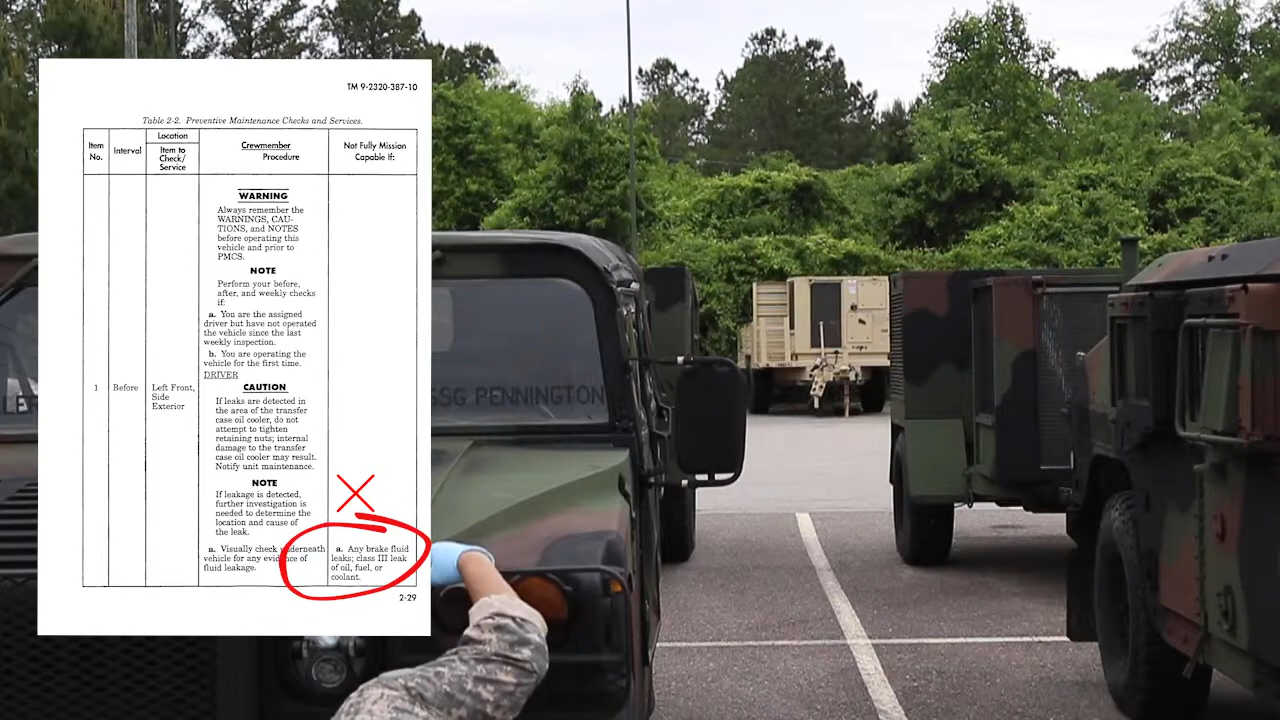 TM 9-2320-387-10
Table 2-2. Preventive Maintenance Checks and Services.
Item
No.
Interval
Location
Item to
Check/
Service
Crewmember
Procedure
Not Fully Mission
Capable If:
WARNING
Always remember the
WARNINGS, CAU-
TIONS, and NOTES
before operating this
vehicle and prior to
PMCS.
NOTE
Perform your before,
after, and weekly checks
if:
a. You are the assigned
driver but have not operated
the vehicle since the last
weekly inspection.
b. You are operating the
vehicle for the first time.
DRIVER
1
Before
Left Front,
Side
Exterior
CAUTION
If leaks are detected in
the area of the transfer
case oil cooler, do not
attempt to tighten
retaining nuts; internal
damage to the transfer
case oil cooler may result.
Notify unit maintenance.
NOTE
If leakage is detected,
further investigation is
needed to determine the
location and cause of
the leak.
a. Visually check underneath
vehicle for any evidence of
fluid leakage.
a. Any brake fluid
leaks; class III leak
of oil, fuel, or
coolant.
2-29
SSG PENNINGTON